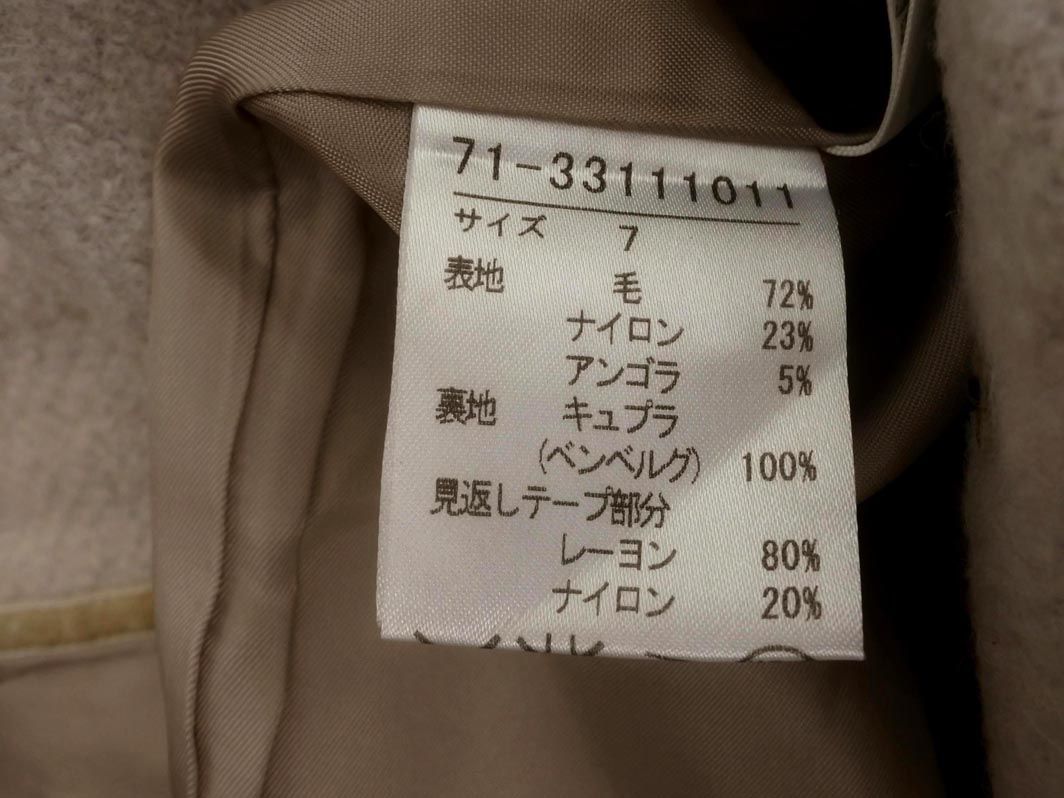 71-33111011
サイズ 7
表地 毛 72%
ナイロン 23%
アンゴラ 5%
裏地 キュプラ
(ベンベルグ) 100%
見返しテープ部分
レーヨン 80%
ナイロン 20%